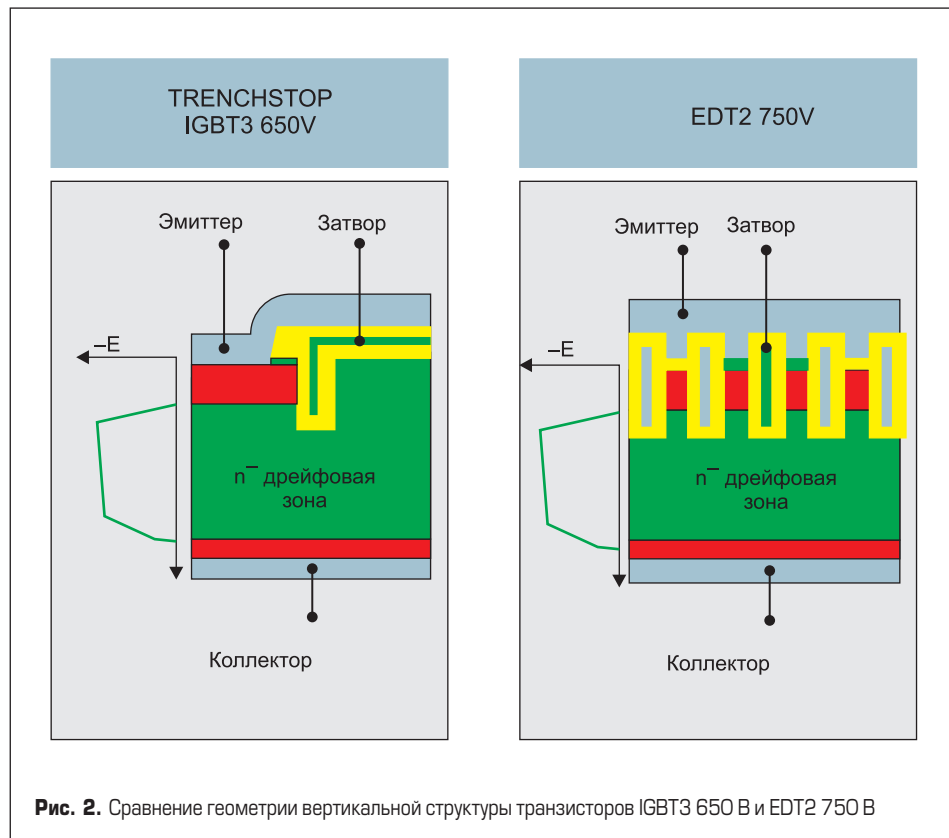 TRENCHSTOP
IGBT3 650V
EDT2 750V
Эмиттер
Затвор
–E
n– дрейфовая
зона
Коллектор
Эмиттер
Затвор
–E
n– дрейфовая
зона
Коллектор
Рис. 2. Сравнение геометрии вертикальной структуры транзисторов IGBT3 650 В и EDT2 750 В